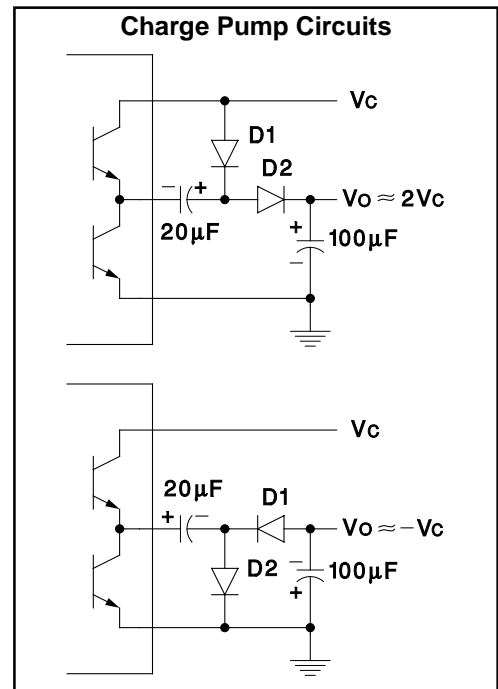 Charge Pump Circuits
Vc
D1
D2
− + Vo ≈ 2Vc
20μF + 100μF
−
Vc
20μF D1
+ − Vo ≈ −Vc
D2 − 100μF
+